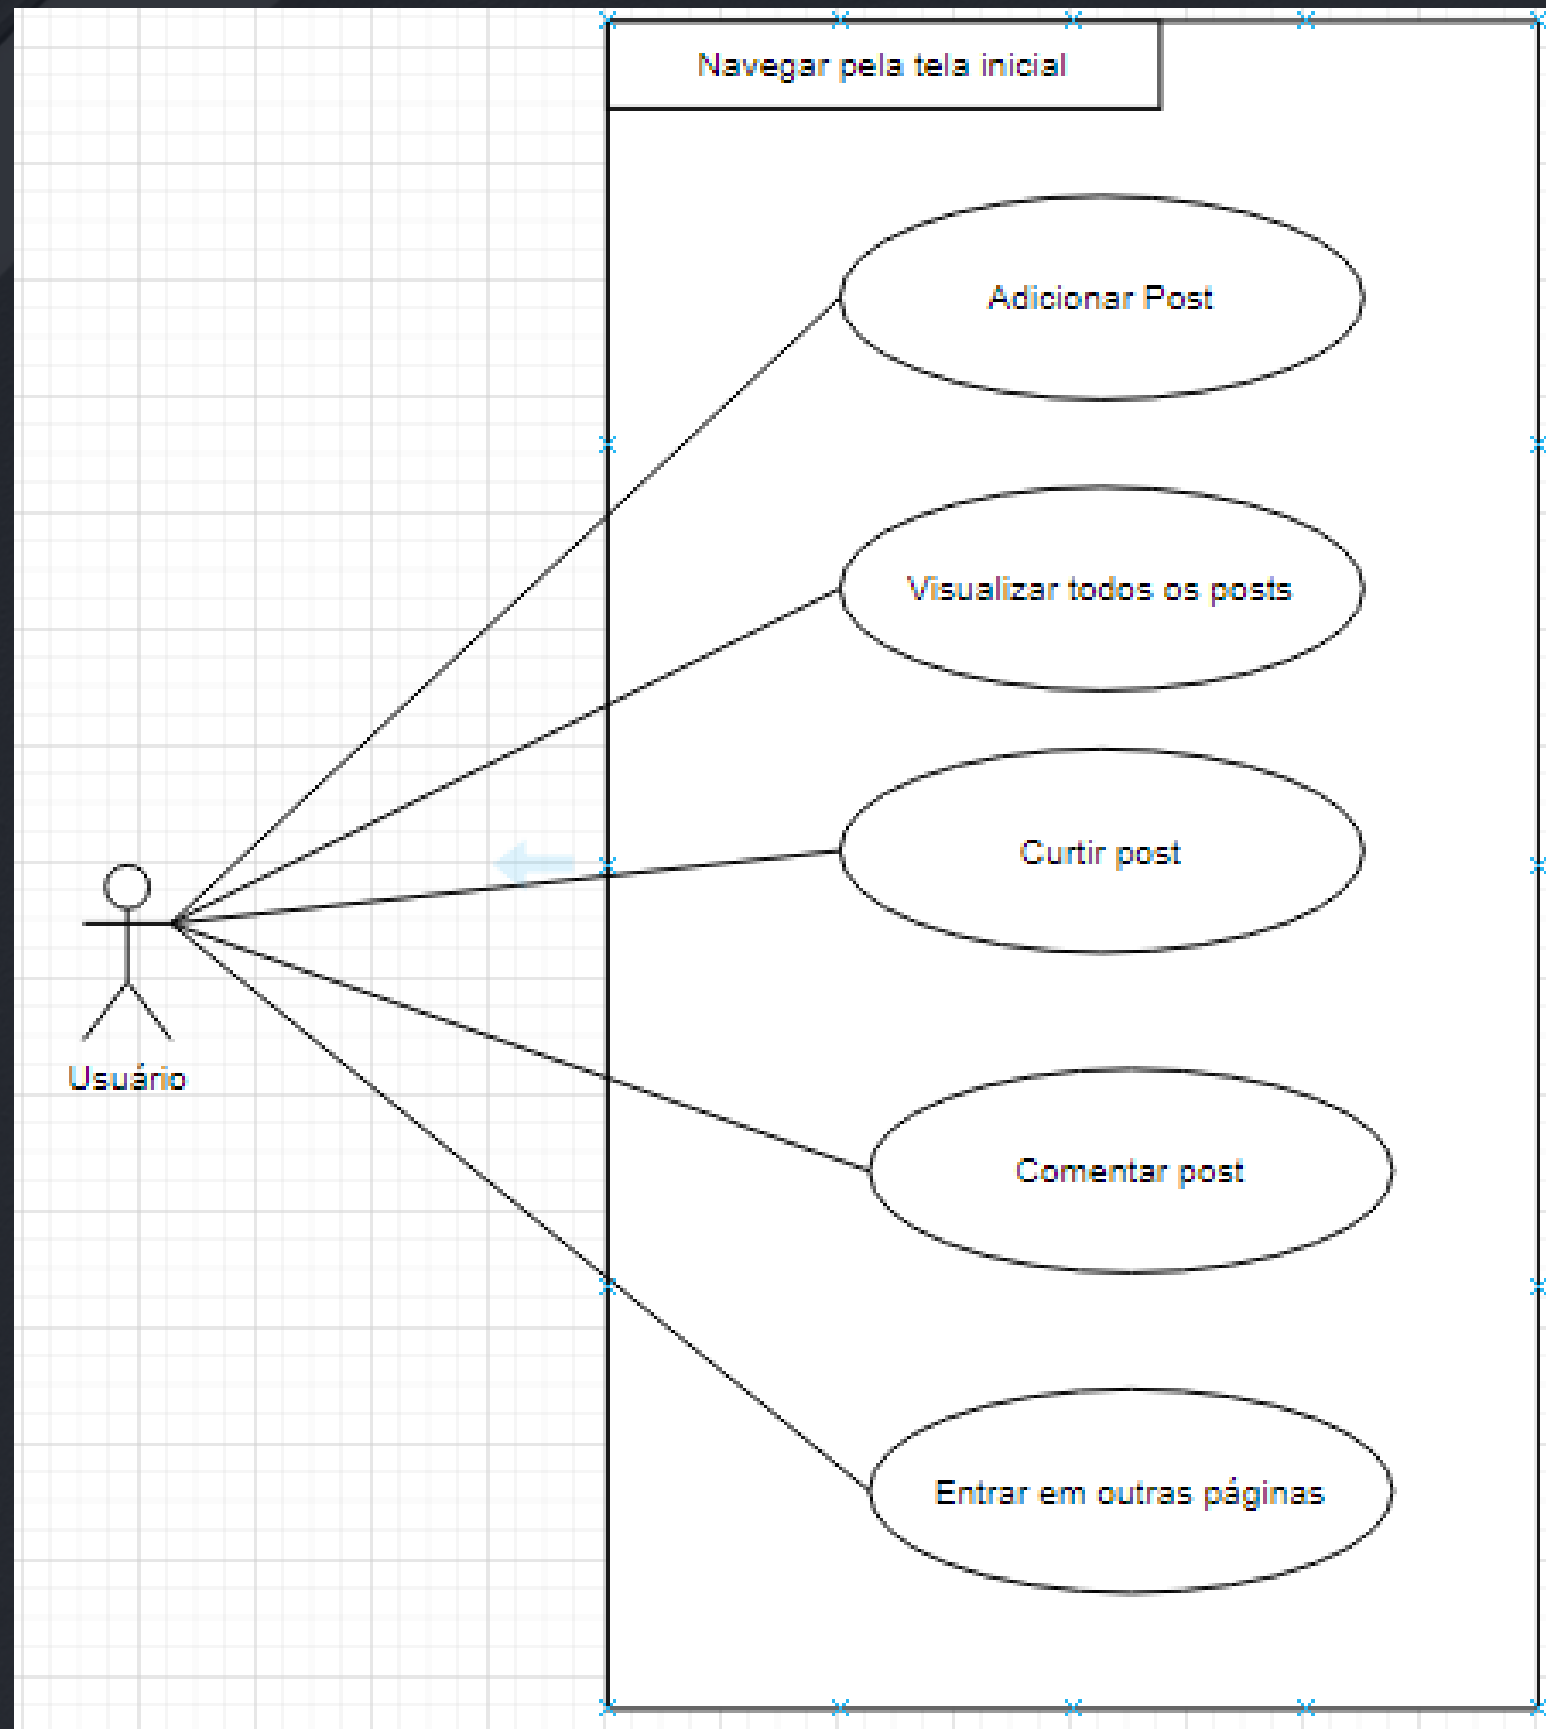 Navegar pela tela inicial
Adicionar Post
Visualizar todos os posts
Curtir post
Usuário
Comentar post
Entrar em outras páginas